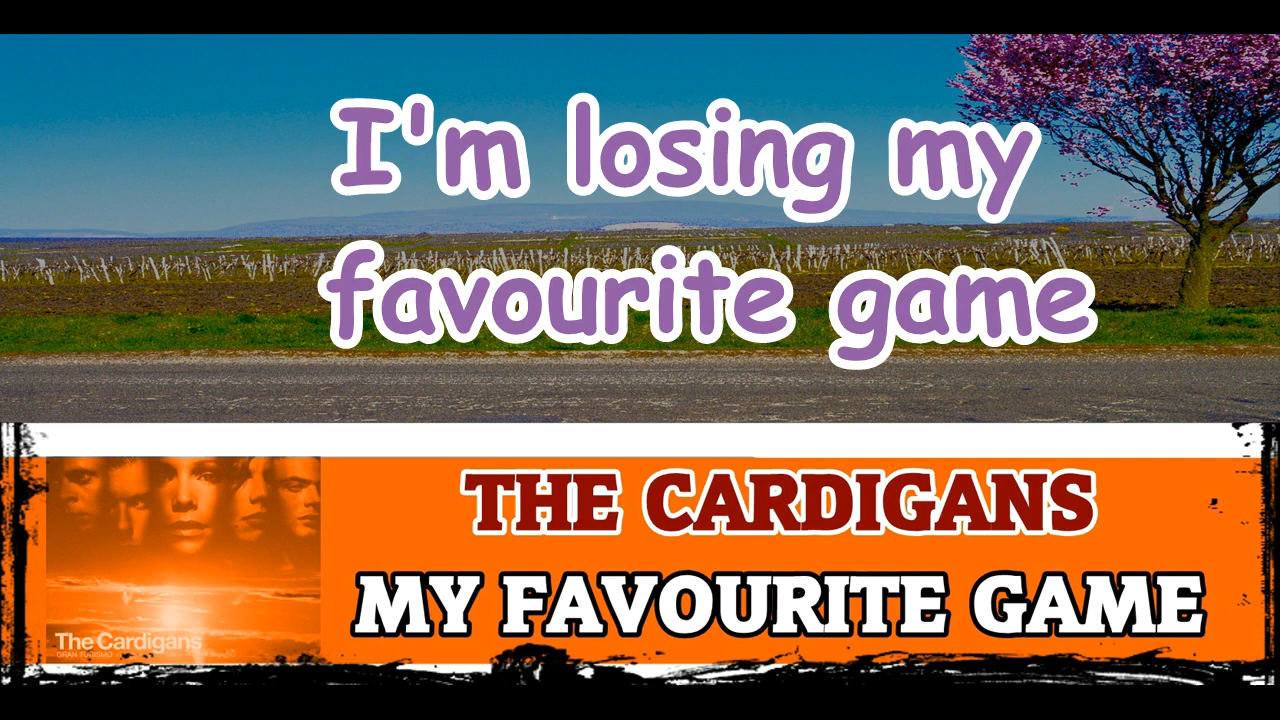 I'm losing my
favourite game
THE CARDIGANS
MY FAVOURITE GAME
The Cardigans
GRAN TURISMO